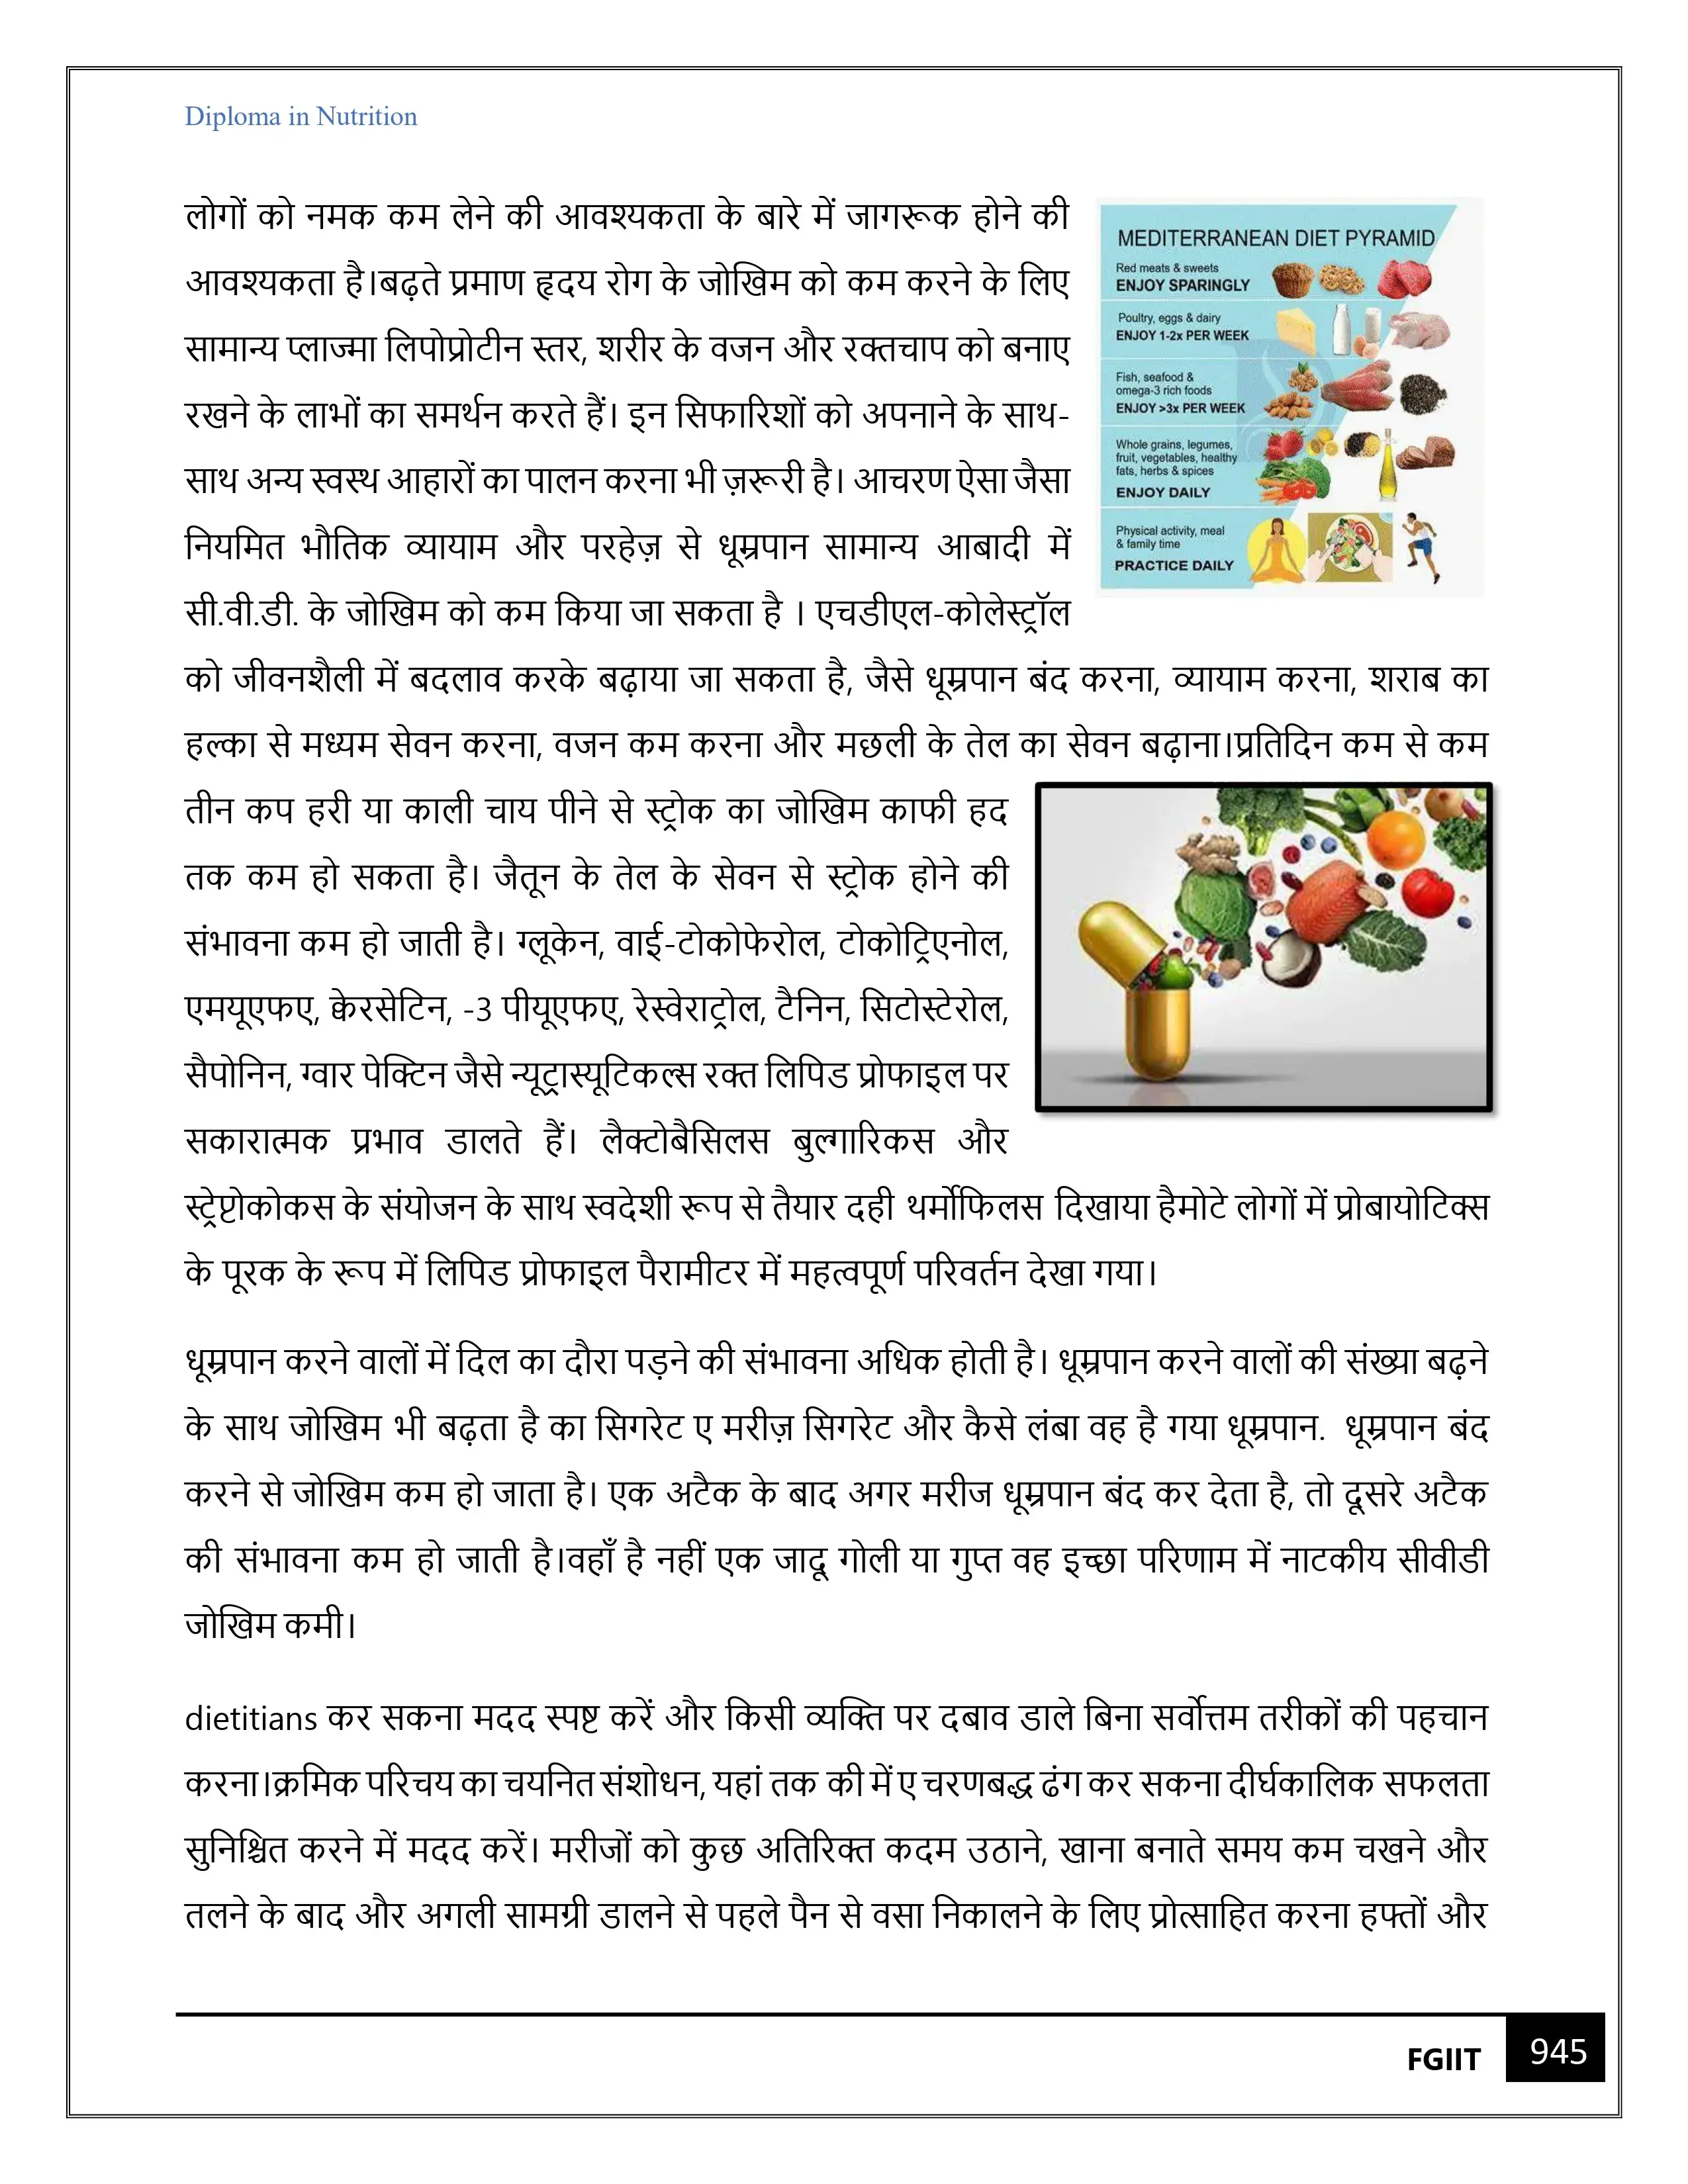 Diploma in Nutrition
लोगों को नमक कम लेने की आवश्यकता के बारे में जागरूक होने की
आवश्यकता है।बढ़ते प्रमाण हृदय रोग के जोखिम को कम करने के लिए
सामान्य प्लाज्मा लिपोप्रोटीन स्तर, शरीर के वजन और रक्तचाप को बनाए
रखने के लाभों का समर्थन करते हैं। इन सिफारिशों को अपनाने के साथ-
साथ अन्य स्वस्थ आहारों का पालन करना भी ज़रूरी है। आचरण ऐसा जैसा
नियमित भौतिक व्यायाम और परहेज़ से धूम्रपान सामान्य आबादी में
सी.वी.डी. के जोखिम को कम किया जा सकता है । एचडीएल-कोलेस्ट्रॉल
MEDITERRANEAN DIET PYRAMID
Red meats & sweets
ENJOY SPARINGLY
Poultry, eggs & dairy
ENJOY 1-2x PER WEEK
Fish, seafood &
omega-3 rich foods
ENJOY >3x PER WEEK
Whole grains, legumes,
fruit, vegetables, healthy
fats, herbs & spices
ENJOY DAILY
Physical activity, meal
& family time
PRACTICE DAILY
को जीवनशैली में बदलाव करके बढ़ाया जा सकता है, जैसे धूम्रपान बंद करना, व्यायाम करना, शराब का
हल्का से मध्यम सेवन करना, वजन कम करना और मछली के तेल का सेवन बढ़ाना।प्रतिदिन कम से कम
तीन कप हरी या काली चाय पीने से स्ट्रोक का जोखिम काफी हद
तक कम हो सकता है। जैतून के तेल के सेवन से स्ट्रोक होने की
संभावना कम हो जाती है। ग्लूकेन, वाई-टोकोफेरोल, टोकोट्रिएनोल,
एमयूएफए, क्वेरसेटिन, -3 पीयूएफए, रेस्वेराट्रोल, टैनिन, सिटोस्टेरोल,
सैपोनिन, ग्वार पेक्टिन जैसे न्यूट्रास्यूटिकल्स रक्त लिपिड प्रोफाइल पर
सकारात्मक प्रभाव डालते हैं। लैक्टोबैसिलस बुल्गारिकस और
स्ट्रेप्टोकोकस के संयोजन के साथ स्वदेशी रूप से तैयार दही थर्मोफिलस दिखाया हैमोटे लोगों में प्रोबायोटिक्स
के पूरक के रूप में लिपिड प्रोफाइल पैरामीटर में महत्वपूर्ण परिवर्तन देखा गया।
धूम्रपान करने वालों में दिल का दौरा पड़ने की संभावना अधिक होती है। धूम्रपान करने वालों की संख्या बढ़ने
के साथ जोखिम भी बढ़ता है का सिगरेट ए मरीज़ सिगरेट और कैसे लंबा वह है गया धूम्रपान. धूम्रपान बंद
करने से जोखिम कम हो जाता है। एक अटैक के बाद अगर मरीज धूम्रपान बंद कर देता है, तो दूसरे अटैक
की संभावना कम हो जाती है।वहाँ है नहीं एक जादू गोली या गुप्त वह इच्छा परिणाम में नाटकीय सीवीडी
जोखिम कमी।
dietitians कर सकना मदद स्पष्ट करें और किसी व्यक्ति पर दबाव डाले बिना सर्वोत्तम तरीकों की पहचान
करना।क्रमिक परिचय का चयनित संशोधन, यहां तक की में ए चरणबद्ध ढंग कर सकना दीर्घकालिक सफलता
सुनिश्चित करने में मदद करें। मरीजों को कुछ अतिरिक्त कदम उठाने, खाना बनाते समय कम चखने और
तलने के बाद और अगली सामग्री डालने से पहले पैन से वसा निकालने के लिए प्रोत्साहित करना हफ्तों और
FGIIT 945